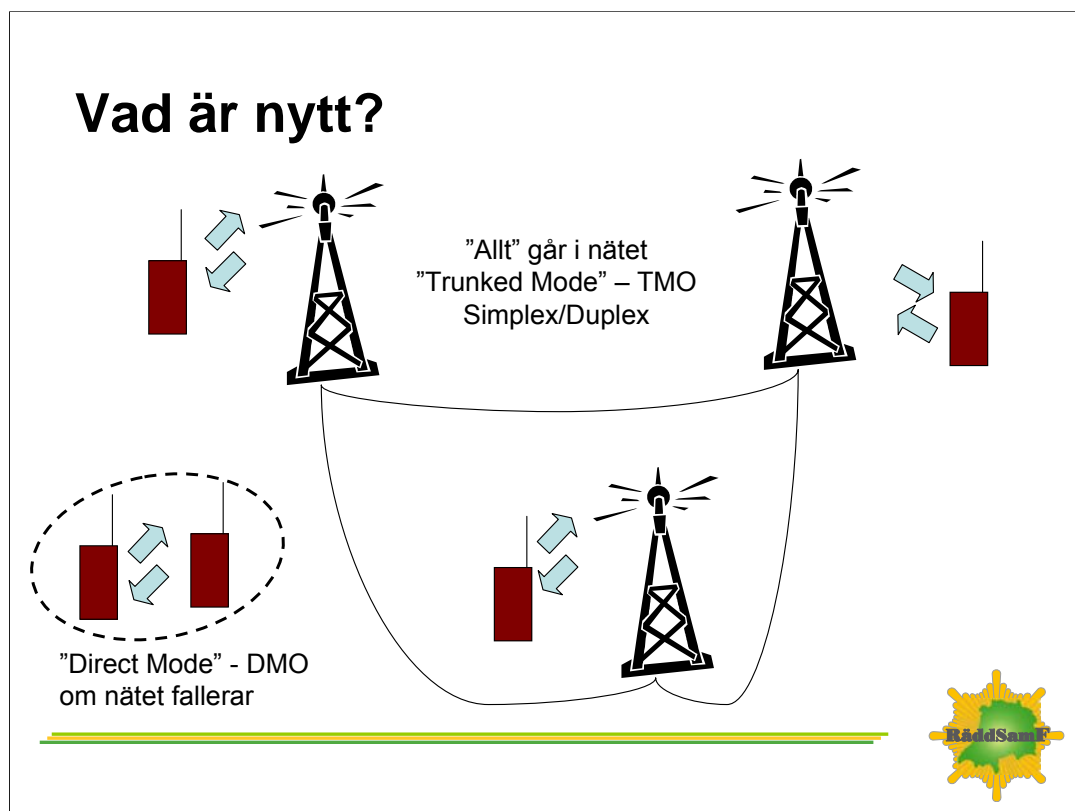 Vad är nytt?
”Allt” går i nätet
”Trunked Mode” – TMO
Simplex/Duplex
”Direct Mode” - DMO
om nätet fallerar
RäddSamF